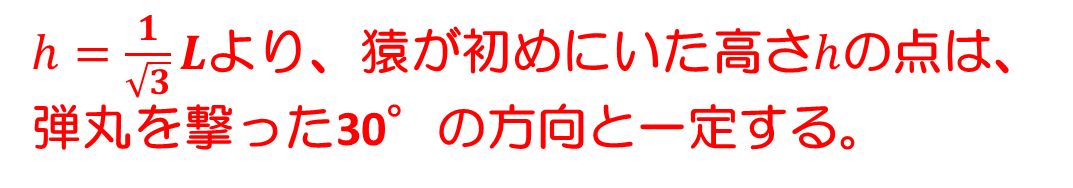 h = 1/√3 Lより、猿が初めにいた高さhの点は、
弾丸を撃った30°の方向と一定する。